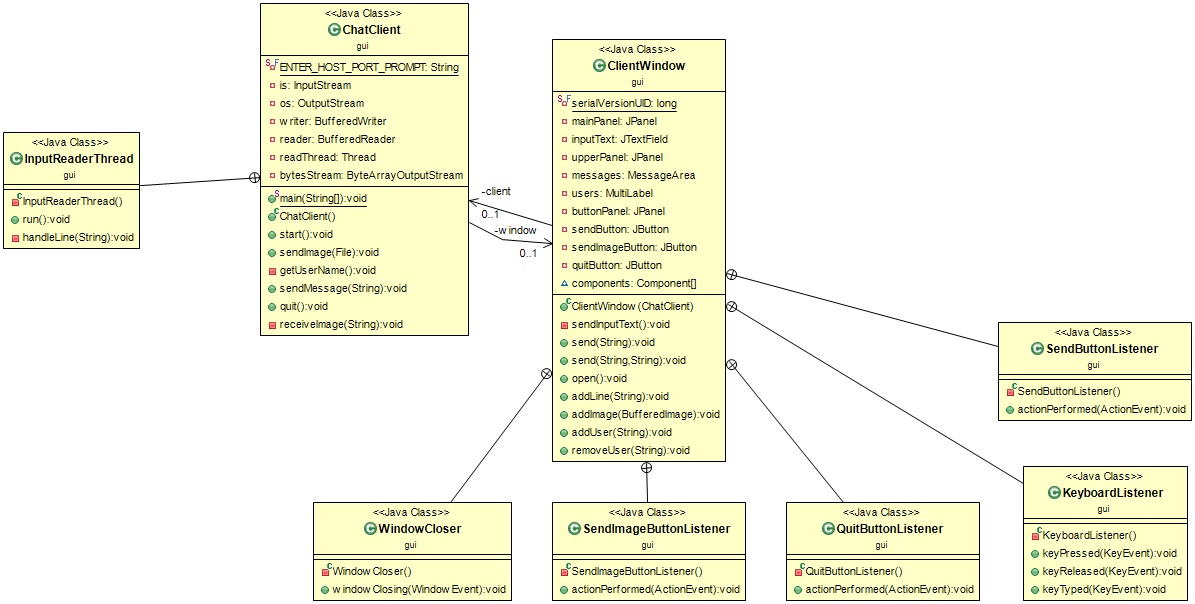 <<Java Class>>
InputReaderThread
gui
InputReaderThread()
run():void
handleLine(String):void
<<Java Class>>
ChatClient
gui
ENTER_HOST_PORT_PROMPT: String
is: InputStream
os: OutputStream
writer: BufferedWriter
reader: BufferedReader
readThread: Thread
bytesStream: ByteArrayOutputStream
main(String[]):void
ChatClient()
start():void
sendImage(File):void
getUserName():void
sendMessage(String):void
quit():void
receiveImage(String):void
-client
0..1
-window
0..1
<<Java Class>>
ClientWindow
gui
serialVersionUID: long
mainPanel: JPanel
inputText: JTextField
upperPanel: JPanel
messages: MessageArea
users: MultiLabel
buttonPanel: JPanel
sendButton: JButton
sendImageButton: JButton
quitButton: JButton
components: Component[]
ClientWindow(ChatClient)
sendInputText():void
send(String):void
send(String,String):void
open():void
addLine(String):void
addImage(BufferedImage):void
addUser(String):void
removeUser(String):void
<<Java Class>>
SendButtonListener
gui
SendButtonListener()
actionPerformed(ActionEvent):void
<<Java Class>>
KeyboardListener
gui
KeyboardListener()
keyPressed(KeyEvent):void
keyReleased(KeyEvent):void
keyTyped(KeyEvent):void
<<Java Class>>
WindowCloser
gui
WindowCloser()
windowClosing(WindowEvent):void
<<Java Class>>
SendImageButtonListener
gui
SendImageButtonListener()
actionPerformed(ActionEvent):void
<<Java Class>>
QuitButtonListener
gui
QuitButtonListener()
actionPerformed(ActionEvent):void